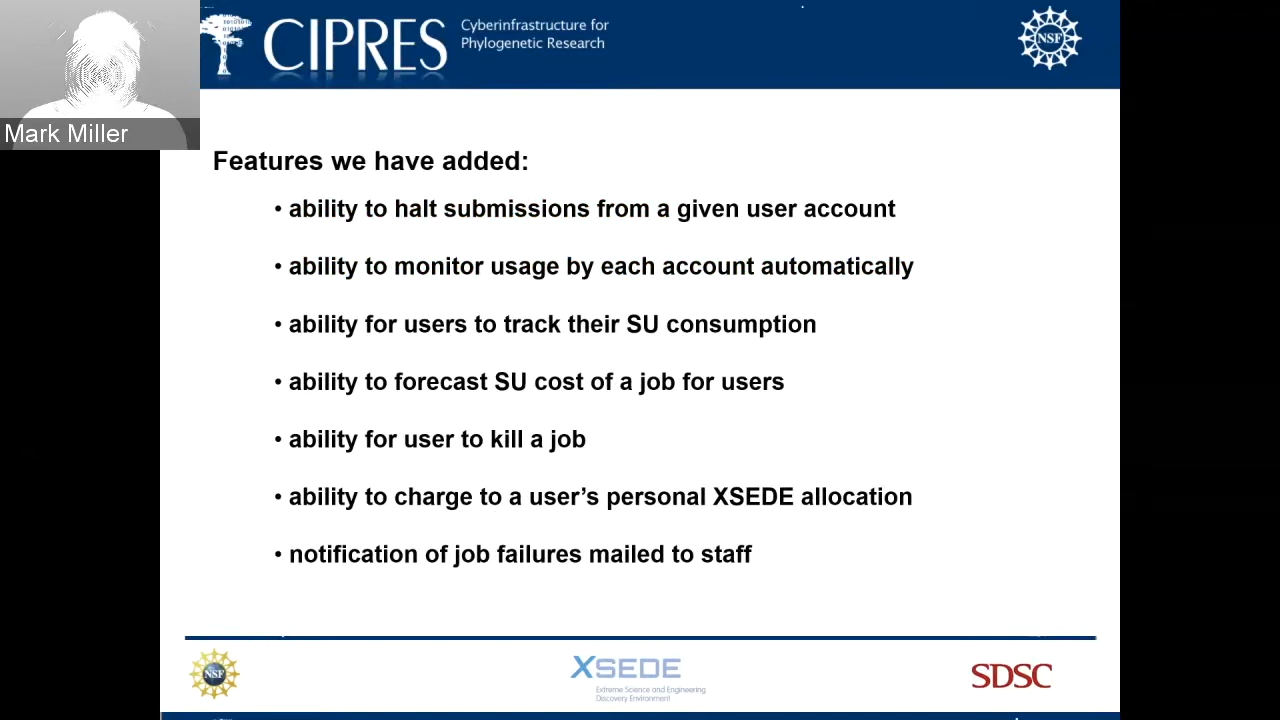 CIPRES
Cyberinfrastructure for
Phylogenetic Research
NSF
Mark Miller
Features we have added:
• ability to halt submissions from a given user account
• ability to monitor usage by each account automatically
• ability for users to track their SU consumption
• ability to forecast SU cost of a job for users
• ability for user to kill a job
• ability to charge to a user’s personal XSEDE allocation
• notification of job failures mailed to staff
NSF
XSEDE
Extreme Science and Engineering
Discovery Environment
SDSC